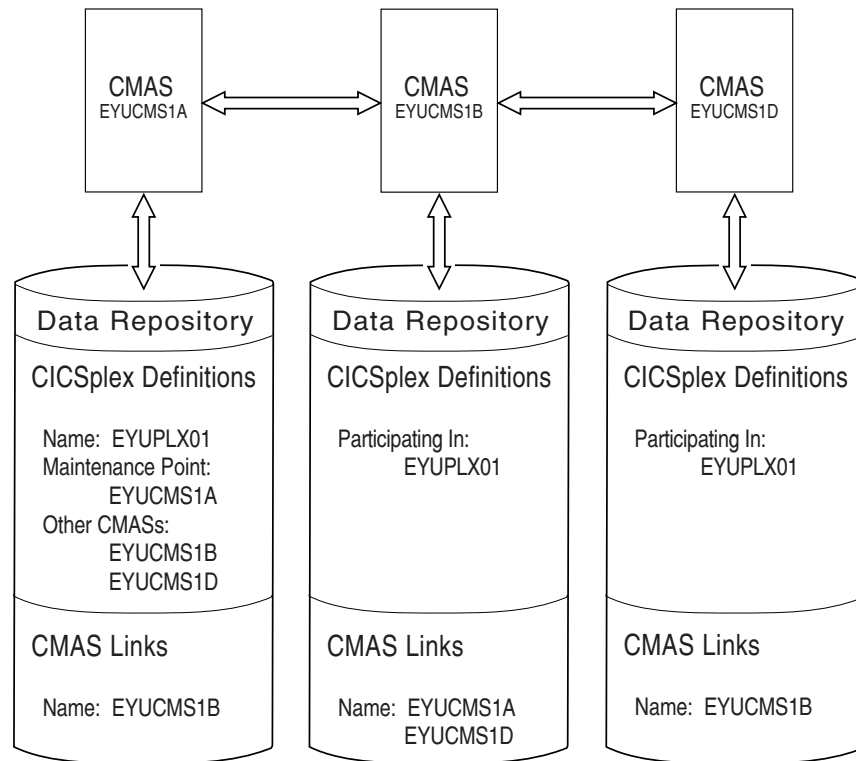 CMAS
EYUCMS1A
CMAS
EYUCMS1B
CMAS
EYUCMS1D
Data Repository
CICSplex Definitions
Name: EYUPLX01
Maintenance Point:
EYUCMS1A
Other CMASs:
EYUCMS1B
EYUCMS1D
CMAS Links
Name: EYUCMS1B
Data Repository
CICSplex Definitions
Participating In:
EYUPLX01
CMAS Links
Name: EYUCMS1A
EYUCMS1D
Data Repository
CICSplex Definitions
Participating In:
EYUPLX01
CMAS Links
Name: EYUCMS1B